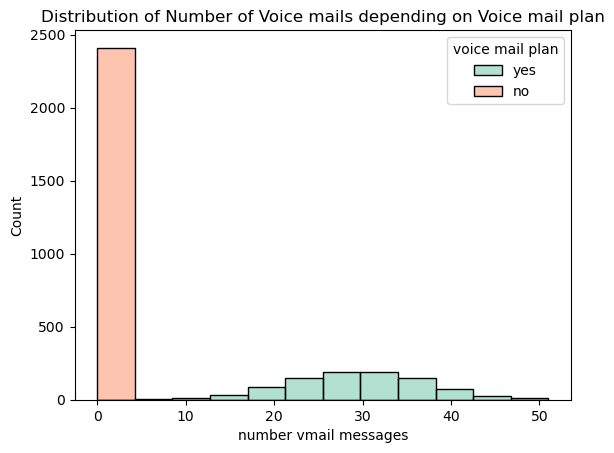 Distribution of Number of Voice mails depending on Voice mail plan
2500
2000
1500
1000
500
0
Count
voice mail plan
yes
no
0 10 20 30 40 50
number vmail messages